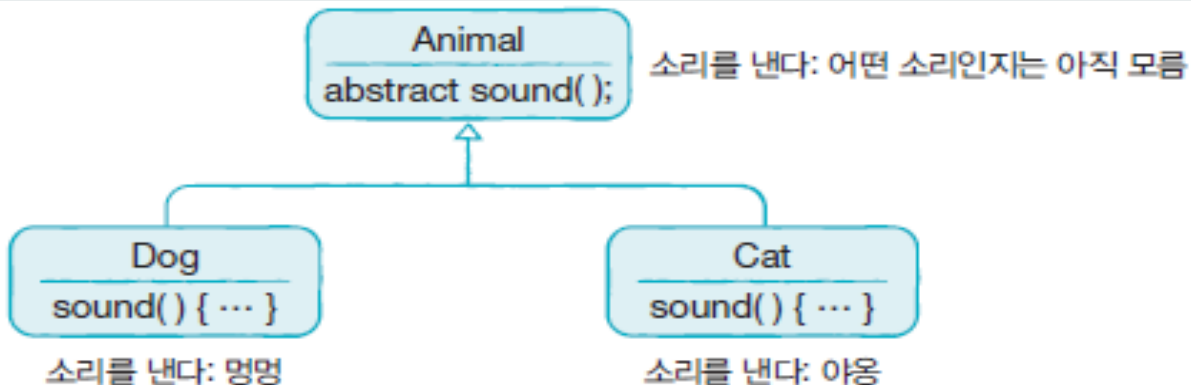 Animal
abstract sound( );
소리를 낸다: 어떤 소리인지는 아직 모름
Dog
sound( ) { ··· }
소리를 낸다: 멍멍
Cat
sound( ) { ··· }
소리를 낸다: 야옹